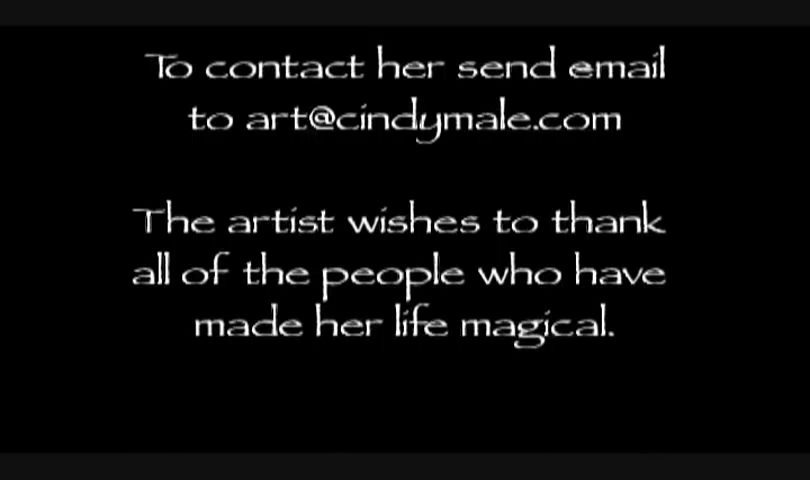 To contact her send email
to art@cindymale.com
The artist wishes to thank
all of the people who have
made her life magical.